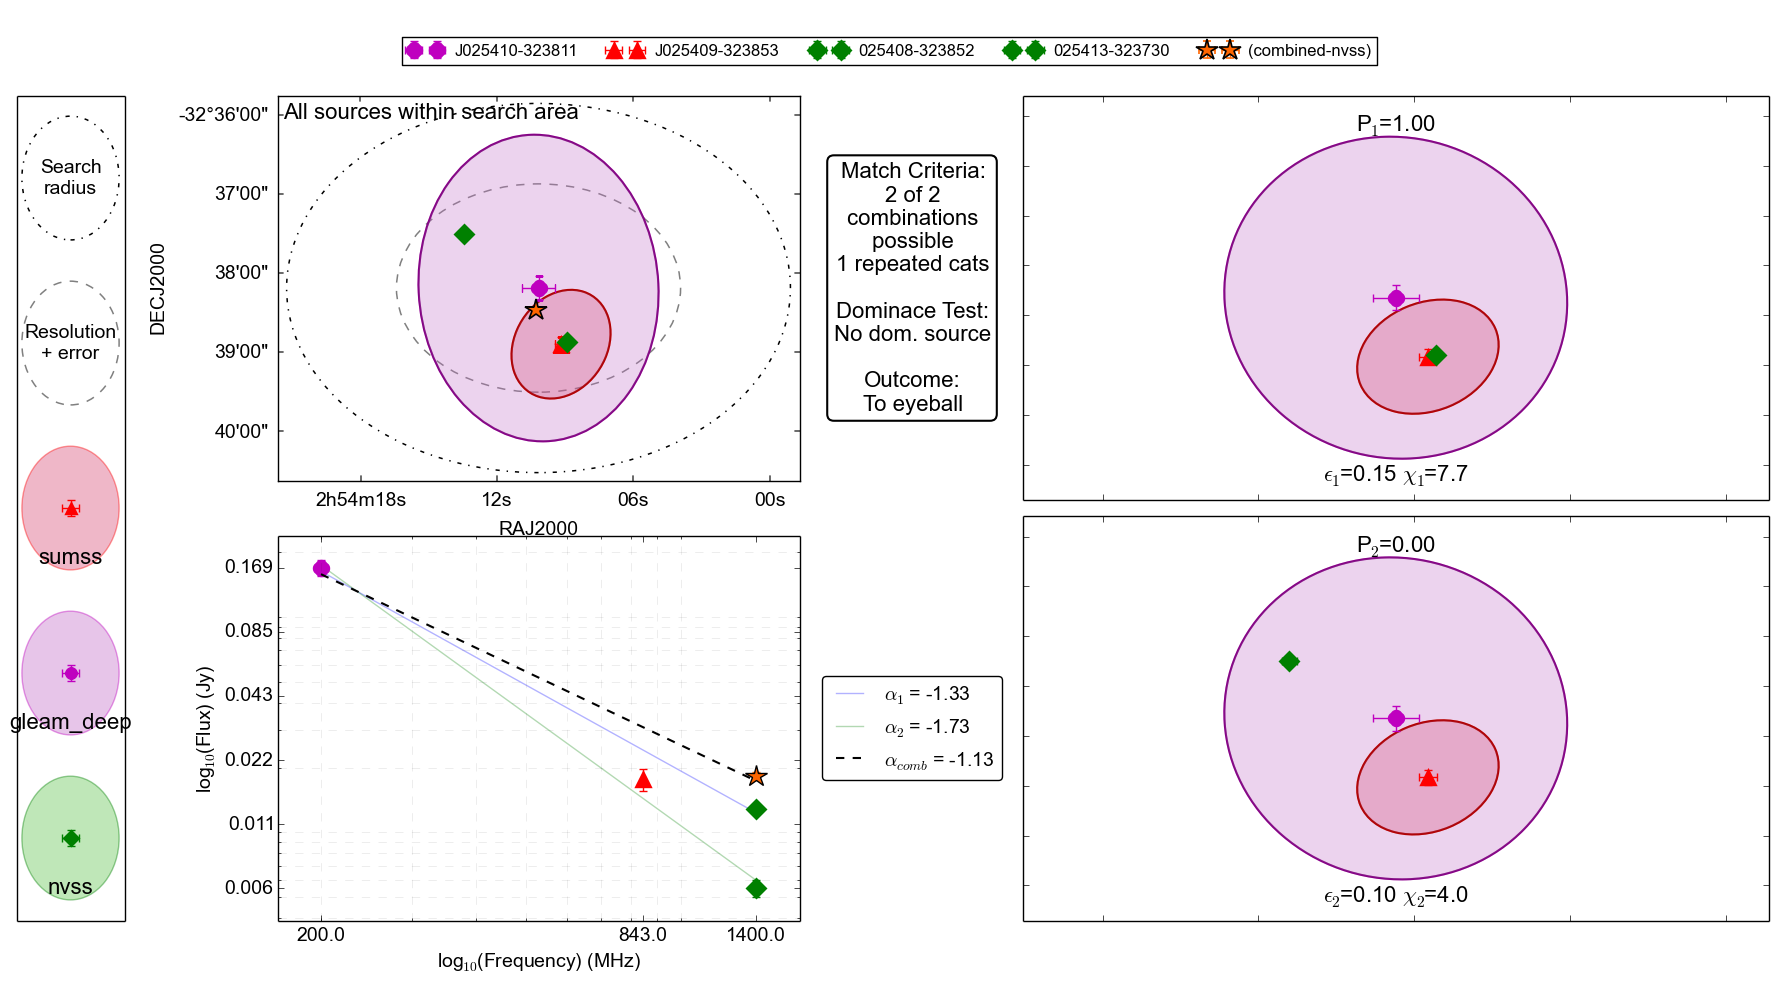 J025410-323811 J025409-323853 025408-323852 025413-323730 (combined-nvss)
Search
radius
Resolution
+ error
sumss
gleam_deep
nvss
All sources within search area
DECJ2000
-32°36'00"
37'00"
38'00"
39'00"
40'00"
2h54m18s 12s 06s 00s
RAJ2000
Match Criteria:
2 of 2
combinations
possible
1 repeated cats
Dominace Test:
No dom. source
Outcome:
To eyeball
P1=1.00
ϵ1=0.15 χ1=7.7
P2=0.00
ϵ2=0.10 χ2=4.0
log10(Flux) (Jy)
0.169
0.085
0.043
0.022
0.011
0.006
200.0 843.0 1400.0
log10(Frequency) (MHz)
α1 = -1.33
α2 = -1.73
αcomb = -1.13